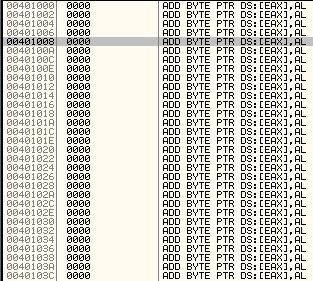 00401000 0000 ADD BYTE PTR DS:[EAX],AL
00401002 0000 ADD BYTE PTR DS:[EAX],AL
00401004 0000 ADD BYTE PTR DS:[EAX],AL
00401006 0000 ADD BYTE PTR DS:[EAX],AL
00401008 0000 ADD BYTE PTR DS:[EAX],AL
0040100A 0000 ADD BYTE PTR DS:[EAX],AL
0040100C 0000 ADD BYTE PTR DS:[EAX],AL
0040100E 0000 ADD BYTE PTR DS:[EAX],AL
00401010 0000 ADD BYTE PTR DS:[EAX],AL
00401012 0000 ADD BYTE PTR DS:[EAX],AL
00401014 0000 ADD BYTE PTR DS:[EAX],AL
00401016 0000 ADD BYTE PTR DS:[EAX],AL
00401018 0000 ADD BYTE PTR DS:[EAX],AL
0040101A 0000 ADD BYTE PTR DS:[EAX],AL
0040101C 0000 ADD BYTE PTR DS:[EAX],AL
0040101E 0000 ADD BYTE PTR DS:[EAX],AL
00401020 0000 ADD BYTE PTR DS:[EAX],AL
00401022 0000 ADD BYTE PTR DS:[EAX],AL
00401024 0000 ADD BYTE PTR DS:[EAX],AL
00401026 0000 ADD BYTE PTR DS:[EAX],AL
00401028 0000 ADD BYTE PTR DS:[EAX],AL
0040102A 0000 ADD BYTE PTR DS:[EAX],AL
0040102C 0000 ADD BYTE PTR DS:[EAX],AL
0040102E 0000 ADD BYTE PTR DS:[EAX],AL
00401030 0000 ADD BYTE PTR DS:[EAX],AL
00401032 0000 ADD BYTE PTR DS:[EAX],AL
00401034 0000 ADD BYTE PTR DS:[EAX],AL
00401036 0000 ADD BYTE PTR DS:[EAX],AL
00401038 0000 ADD BYTE PTR DS:[EAX],AL
0040103A 0000 ADD BYTE PTR DS:[EAX],AL
0040103C 0000 ADD BYTE PTR DS:[EAX],AL